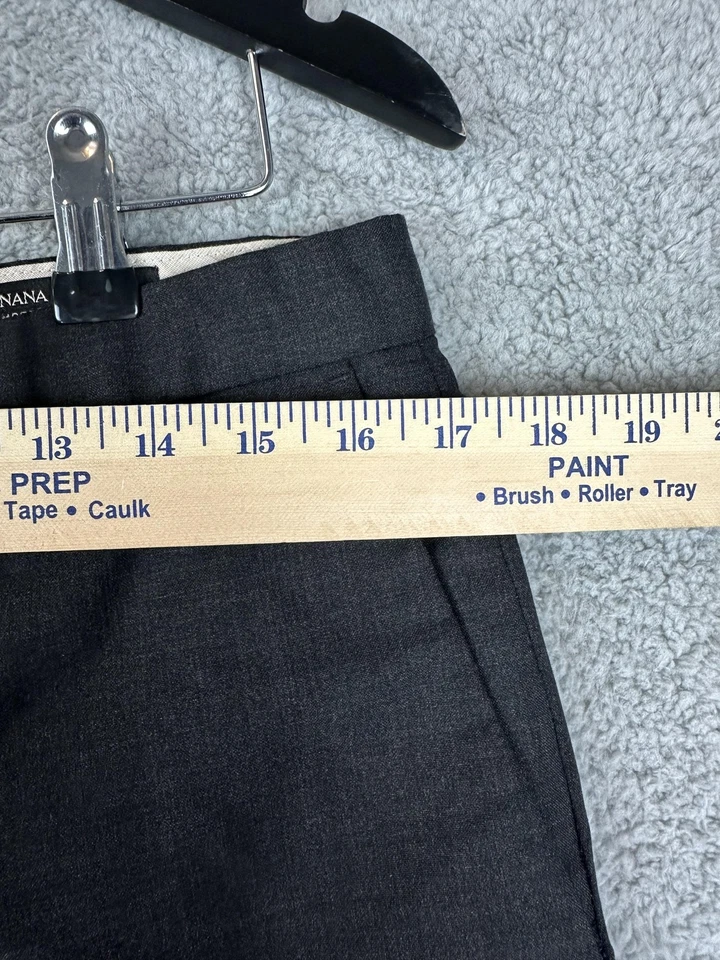 NANA
13 14 15 16 17 18 19
PREP PAINT
Tape • Caulk • Brush • Roller • Tray